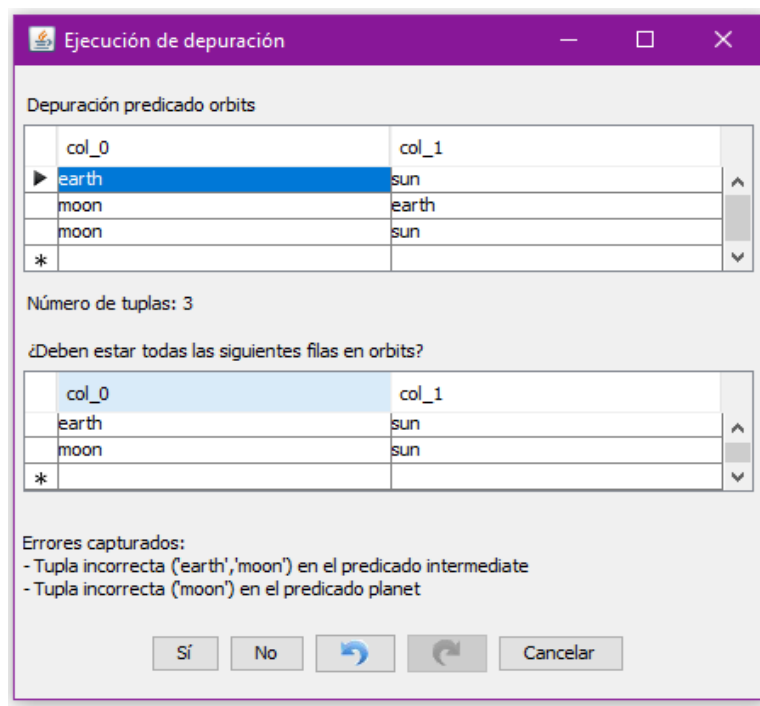 Ejecución de depuración
Depuración predicado orbits
col_0 col_1
earth sun
moon earth
moon sun
*
Número de tuplas: 3
¿Deben estar todas las siguientes filas en orbits?
col_0 col_1
earth sun
moon sun
*
Errores capturados:
- Tupla incorrecta ('earth','moon') en el predicado intermediate
- Tupla incorrecta ('moon') en el predicado planet
Sí No Cancelar